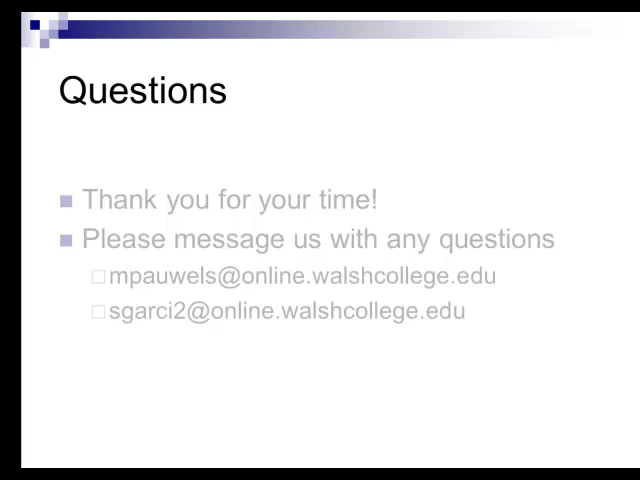 Questions
Thank you for your time!
Please message us with any questions
mpauwels@online.walshcollege.edu
sgarci2@online.walshcollege.edu